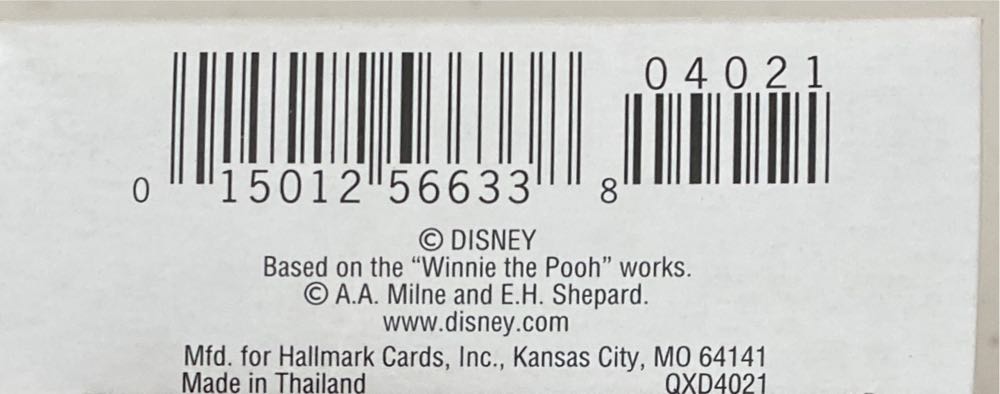 04021
0 15012 56633 8
© DISNEY
Based on the “Winnie the Pooh” works.
© A.A. Milne and E.H. Shepard.
www.disney.com
Mfd. for Hallmark Cards, Inc., Kansas City, MO 64141
Made in Thailand QXD4021